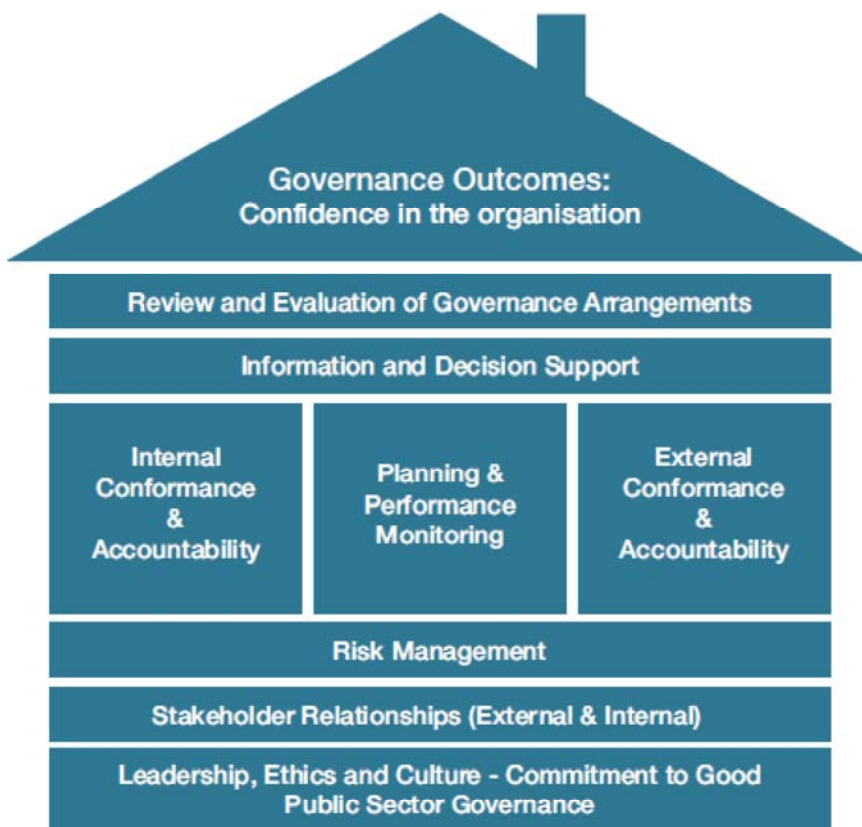 Governance Outcomes:
Confidence in the organisation
Review and Evaluation of Governance Arrangements
Information and Decision Support
Internal
Conformance
&
Accountability
Planning &
Performance
Monitoring
External
Conformance
&
Accountability
Risk Management
Stakeholder Relationships (External & Internal)
Leadership, Ethics and Culture - Commitment to Good
Public Sector Governance